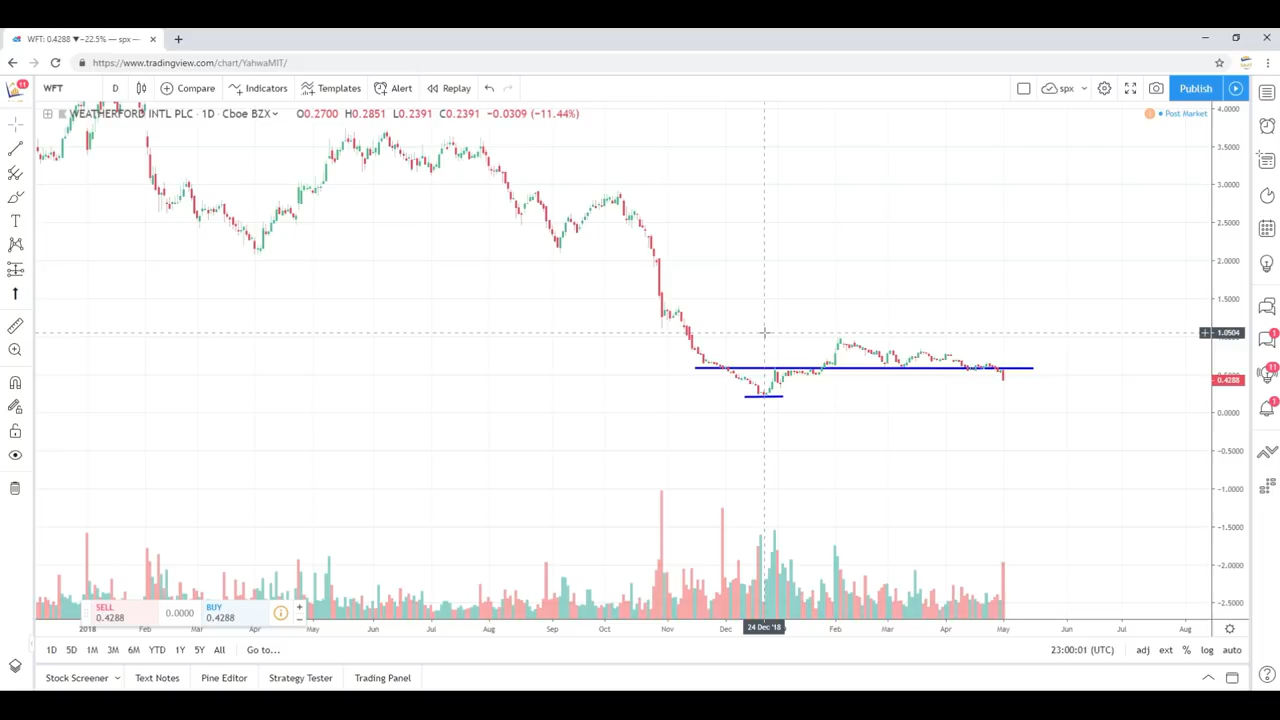 WFT: 0.4288 ▼−22.5% — spx —
https://www.tradingview.com/chart/YahwaMIT/
11
WFT D Compare Indicators Templates Alert Replay spx Publish
WEATHERFORD INTL PLC · 1D · Cboe BZX O0.2700 H0.2851 L0.2391 C0.2391 −0.0309 (−11.44%)
Post Market
4.0000
3.5000
3.0000
2.5000
2.0000
1.5000
1.0504
0.4288
0.0000
-0.5000
-1.0000
-1.5000
-2.0000
-2.5000
1
11
1
SELL
0.4288
0.0000
BUY
0.4288
2018 Feb Mar Apr May Jun Jul Aug Sep Oct Nov Dec 24 Dec '18 Feb Mar Apr May Jun Jul Aug
1D 5D 1M 3M 6M YTD 1Y 5Y All Go to... 23:00:01 (UTC) adj ext % log auto
Stock Screener Text Notes Pine Editor Strategy Tester Trading Panel